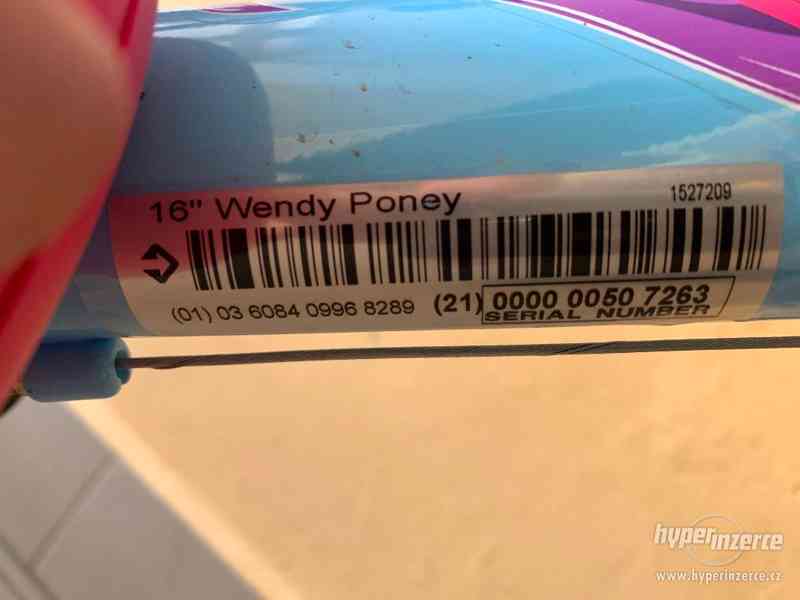 16" Wendy Poney
1527209
(01) 03 6084 0996 8289 (21) 0000 0050 7263
SERIAL NUMBER
hyperinzerce
www.hyperinzerce.cz